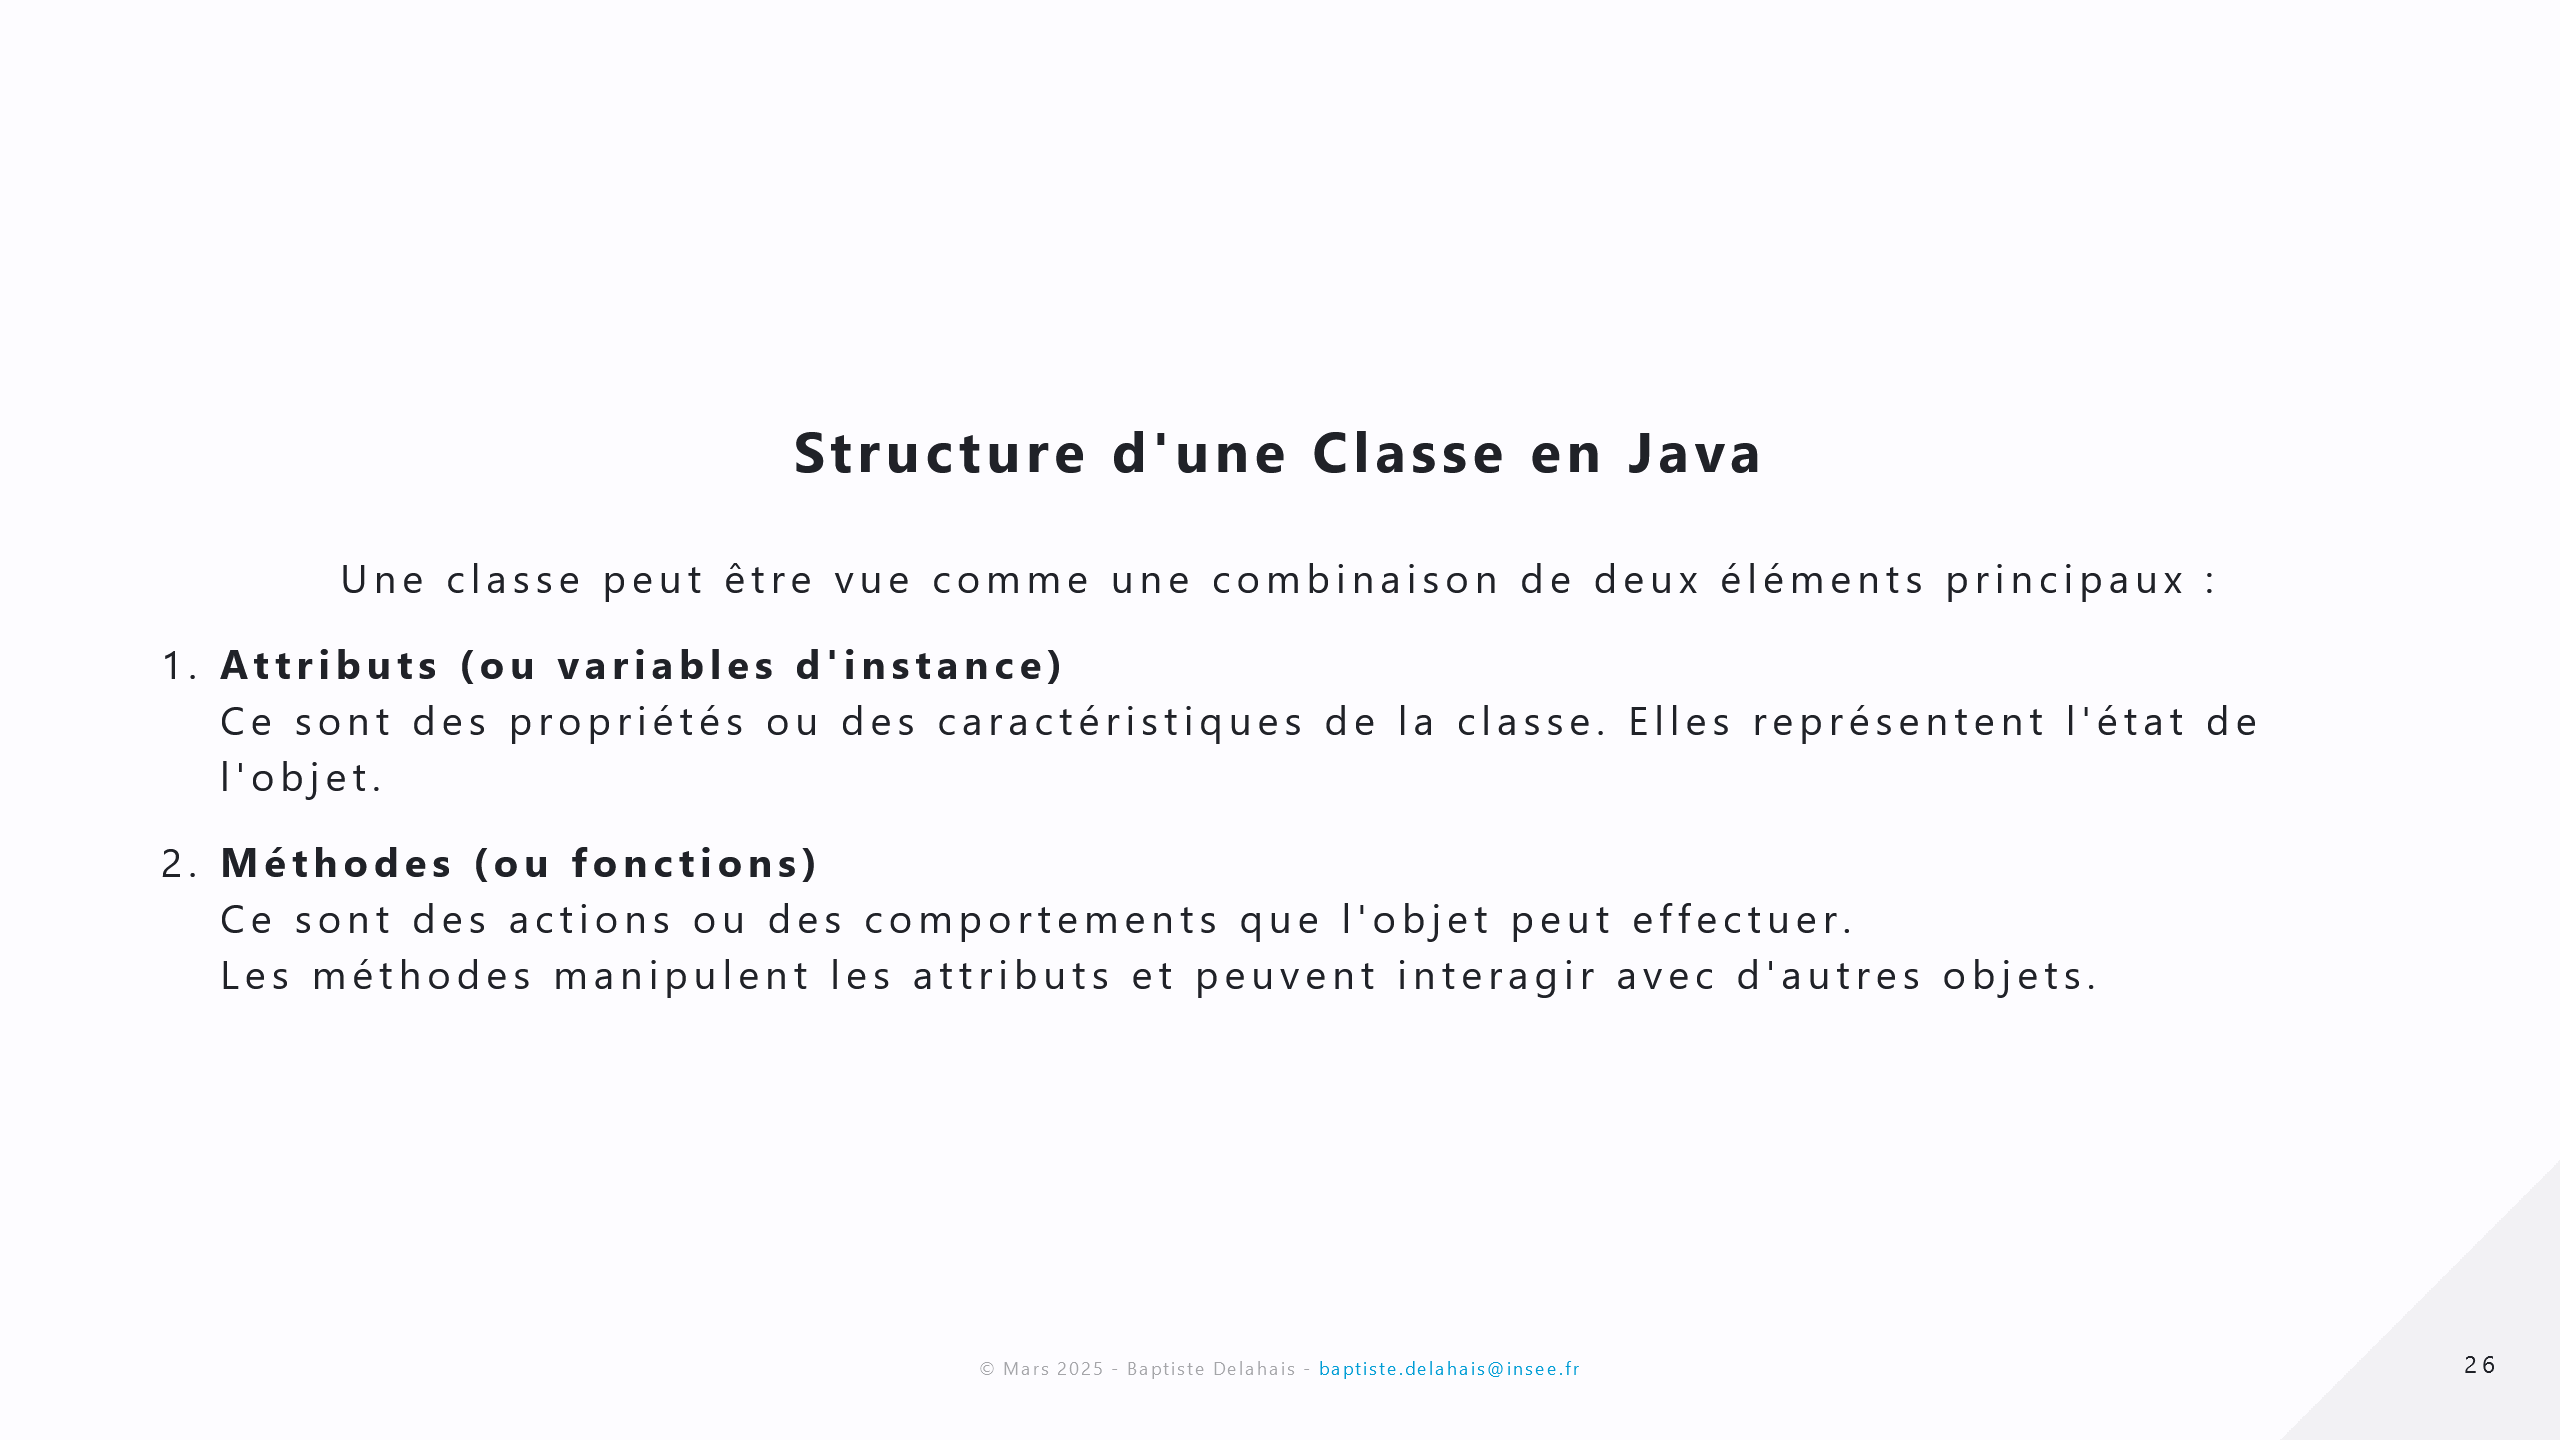 Structure d'une Classe en Java
Une classe peut être vue comme une combinaison de deux éléments principaux :
1. Attributs (ou variables d'instance)
Ce sont des propriétés ou des caractéristiques de la classe. Elles représentent l'état de
l'objet.
2. Méthodes (ou fonctions)
Ce sont des actions ou des comportements que l'objet peut effectuer.
Les méthodes manipulent les attributs et peuvent interagir avec d'autres objets.
© Mars 2025 - Baptiste Delahais - baptiste.delahais@insee.fr
26